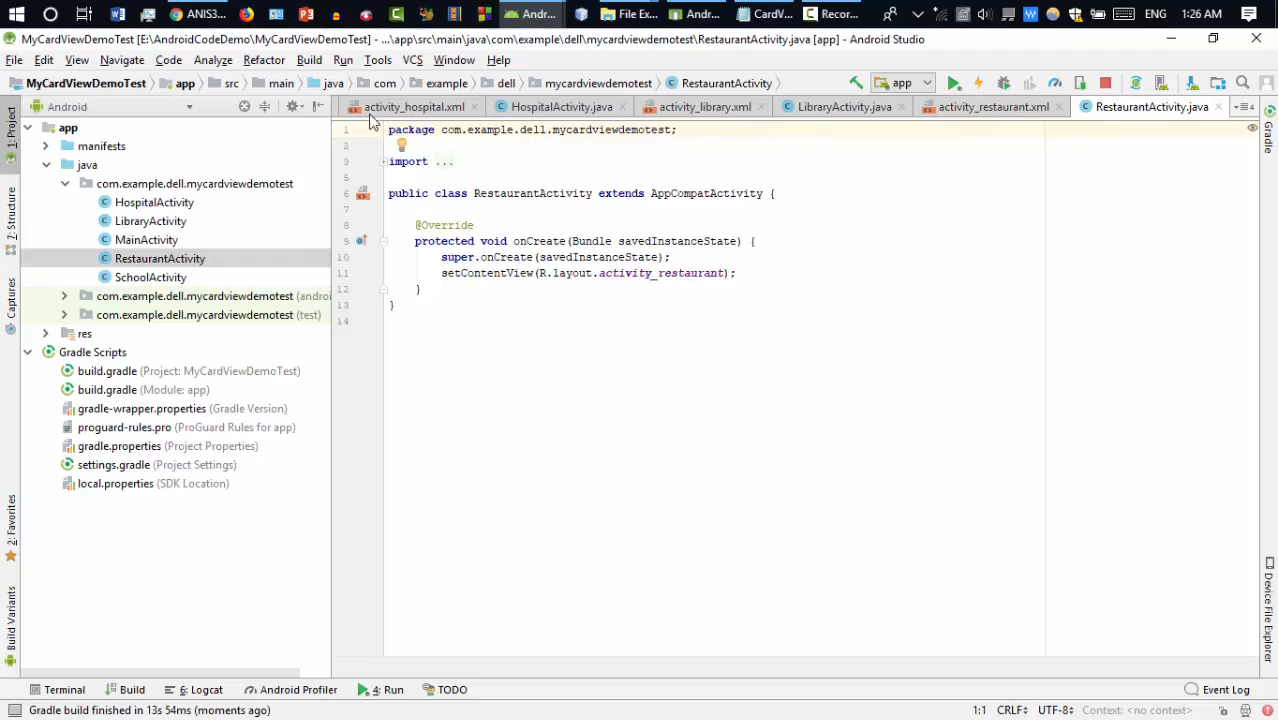 ANIS3...
Andr...
File Ex...
Andr...
CardV...
Recor...
ENG
1:26 AM
MyCardViewDemoTest [E:\AndroidCodeDemo\MyCardViewDemoTest] - ...\app\src\main\java\com\example\dell\mycardviewdemotest\RestaurantActivity.java [app] - Android Studio
File Edit View Navigate Code Analyze Refactor Build Run Tools VCS Window Help
MyCardViewDemoTest app src main java com example dell mycardviewdemotest RestaurantActivity app
Android
activity_hospital.xml HospitalActivity.java activity_library.xml LibraryActivity.java activity_restaurant.xml RestaurantActivity.java
1: Project
Z: Structure
Captures
2: Favorites
Build Variants
app
manifests
java
com.example.dell.mycardviewdemotest
HospitalActivity
LibraryActivity
MainActivity
RestaurantActivity
SchoolActivity
com.example.dell.mycardviewdemotest (andro
com.example.dell.mycardviewdemotest (test)
res
Gradle Scripts
build.gradle (Project: MyCardViewDemoTest)
build.gradle (Module: app)
gradle-wrapper.properties (Gradle Version)
proguard-rules.pro (ProGuard Rules for app)
gradle.properties (Project Properties)
settings.gradle (Project Settings)
local.properties (SDK Location)
1 package com.example.dell.mycardviewdemotest;
2
3 import ...
5
6 public class RestaurantActivity extends AppCompatActivity {
7
8 @Override
9 protected void onCreate(Bundle savedInstanceState) {
10 super.onCreate(savedInstanceState);
11 setContentView(R.layout.activity_restaurant);
12 }
13 }
14
Gradle
Device File Explorer
Terminal Build 6: Logcat Android Profiler 4: Run TODO Event Log
Gradle build finished in 13s 54ms (moments ago) 1:1 CRLF UTF-8 Context: <no context>